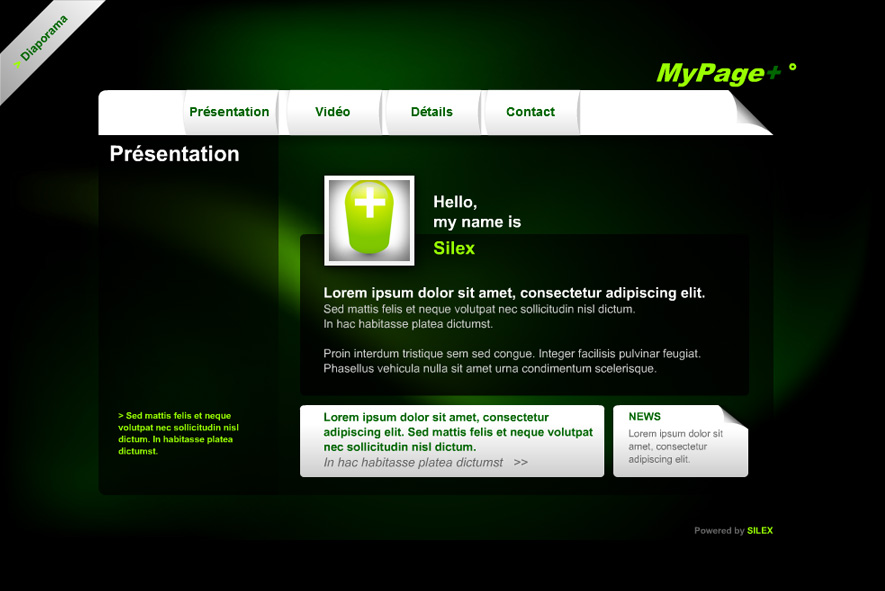 > Diaporama
MyPage+ °
Présentation
Vidéo
Détails
Contact
Présentation
Hello,
my name is
Silex
Lorem ipsum dolor sit amet, consectetur adipiscing elit.
Sed mattis felis et neque volutpat nec sollicitudin nisl dictum.
In hac habitasse platea dictumst.
Proin interdum tristique sem sed congue. Integer facilisis pulvinar feugiat.
Phasellus vehicula nulla sit amet urna condimentum scelerisque.
> Sed mattis felis et neque
volutpat nec sollicitudin nisl
dictum. In habitasse platea
dictumst.
Lorem ipsum dolor sit amet, consectetur
adipiscing elit. Sed mattis felis et neque volutpat
nec sollicitudin nisl dictum.
In hac habitasse platea dictumst >>
NEWS
Lorem ipsum dolor sit
amet, consectetur
adipiscing elit.
Powered by SILEX